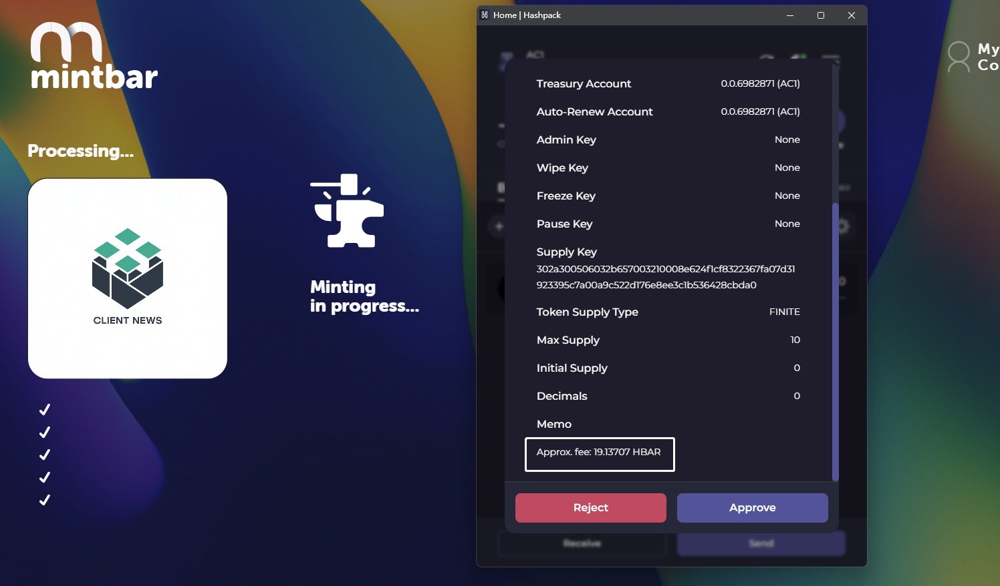 mintbar
Processing...
CLIENT NEWS
Minting
in progress...
Home | Hashpack
AC1
Treasury Account 0.0.6982871 (AC1)
Auto-Renew Account 0.0.6982871 (AC1)
Admin Key None
Wipe Key None
Freeze Key None
Pause Key None
Supply Key
302a300506032b657003210008e624f1cf8322367fa07d31
923395c7a00a9c522d176e8ee3c1b536428cbda0
Token Supply Type FINITE
Max Supply 10
Initial Supply 0
Decimals 0
Memo
Approx. fee: 19.13707 HBAR
Reject Approve
Receive Send
My
Co